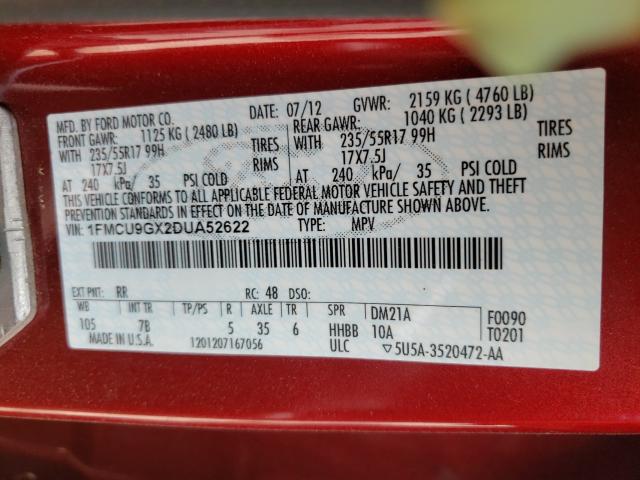 MFD. BY FORD MOTOR CO.
DATE: 07/12 GVWR: 2159 KG ( 4760 LB)
FRONT GAWR: 1125 KG ( 2480 LB) REAR GAWR: 1040 KG ( 2293 LB)
WITH 235/55R17 99H TIRES WITH 235/55R17 99H TIRES
17X7.5J RIMS 17X7.5J RIMS
AT 240 kPa/ 35 PSI COLD AT 240 kPa/ 35 PSI COLD
THIS VEHICLE CONFORMS TO ALL APPLICABLE FEDERAL MOTOR VEHICLE SAFETY AND THEFT
PREVENTION STANDARDS IN EFFECT ON THE DATE OF MANUFACTURE SHOWN ABOVE.
VIN: 1FMCU9GX2DUA52622 TYPE: MPV
EXT PNT: RR RC: 48 DSO:
WB INT TR TP/PS R AXLE TR SPR DM21A F0090
105 7B 5 35 6 HHBB 10A T0201
MADE IN U.S.A. 1201207167056 ULC ▽5U5A-3520472-AA